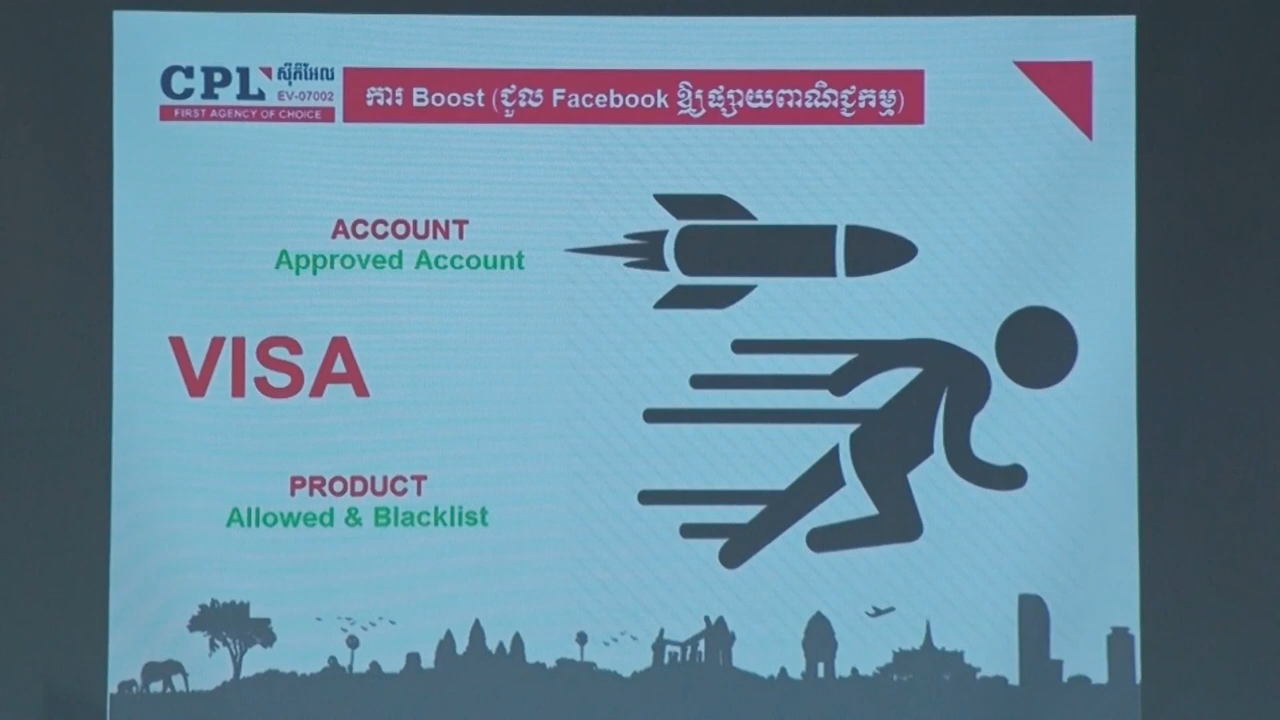 CPL ស៊ីភីអែល
EV-07002
FIRST AGENCY OF CHOICE
ការ Boost (ជួល Facebook ឱ្យផ្សាយពាណិជ្ជកម្ម)
ACCOUNT
Approved Account
VISA
PRODUCT
Allowed & Blacklist